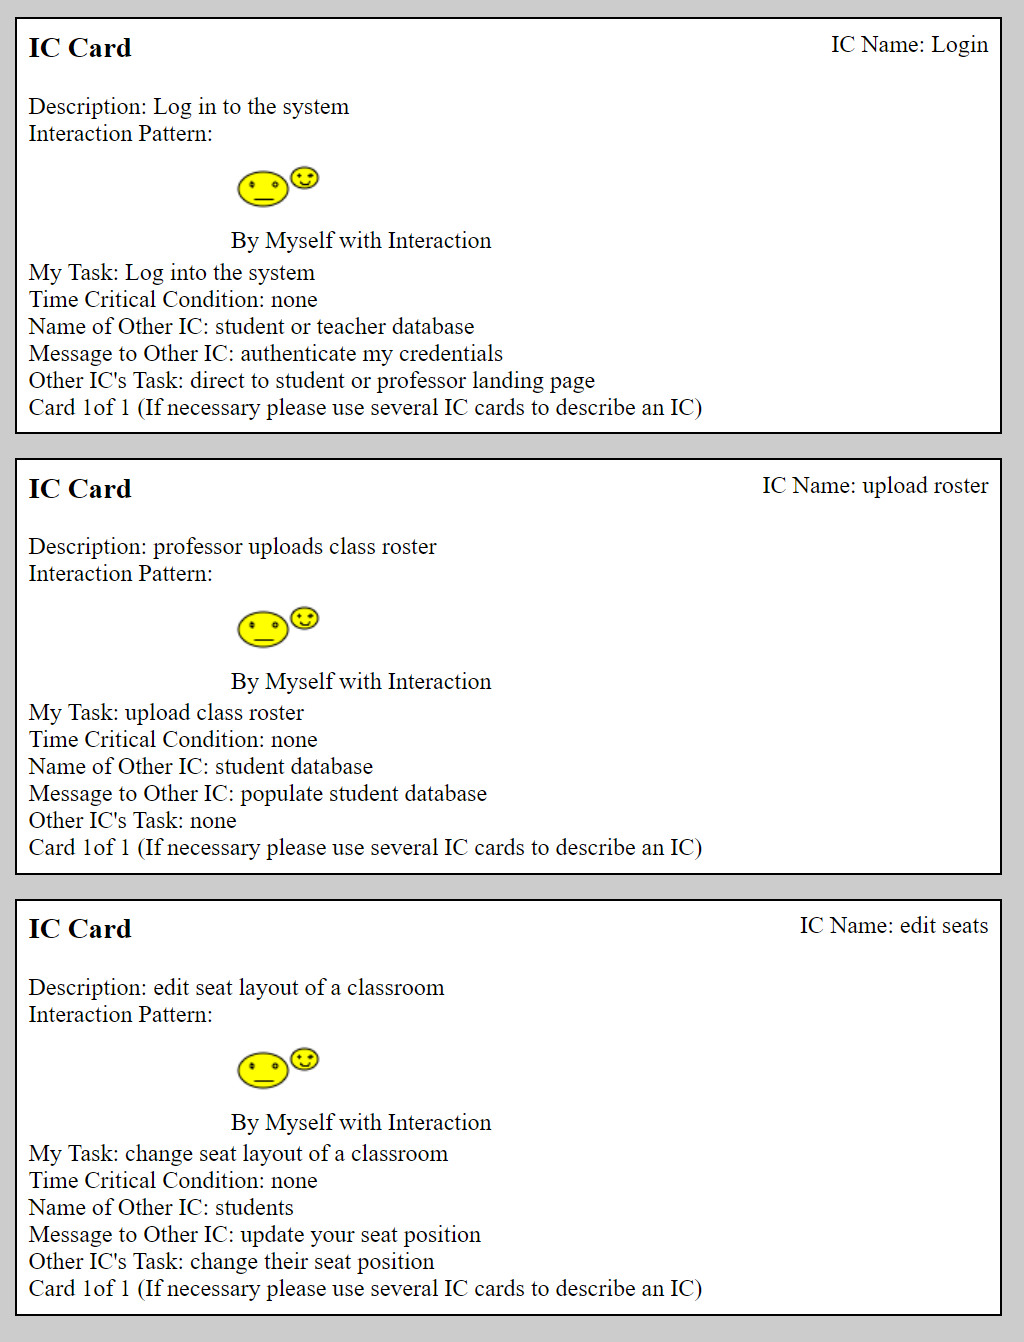 IC Card
IC Name: Login
Description: Log in to the system
Interaction Pattern:
By Myself with Interaction
My Task: Log into the system
Time Critical Condition: none
Name of Other IC: student or teacher database
Message to Other IC: authenticate my credentials
Other IC's Task: direct to student or professor landing page
Card 1of 1 (If necessary please use several IC cards to describe an IC)
IC Card
IC Name: upload roster
Description: professor uploads class roster
Interaction Pattern:
By Myself with Interaction
My Task: upload class roster
Time Critical Condition: none
Name of Other IC: student database
Message to Other IC: populate student database
Other IC's Task: none
Card 1of 1 (If necessary please use several IC cards to describe an IC)
IC Card
IC Name: edit seats
Description: edit seat layout of a classroom
Interaction Pattern:
By Myself with Interaction
My Task: change seat layout of a classroom
Time Critical Condition: none
Name of Other IC: students
Message to Other IC: update your seat position
Other IC's Task: change their seat position
Card 1of 1 (If necessary please use several IC cards to describe an IC)